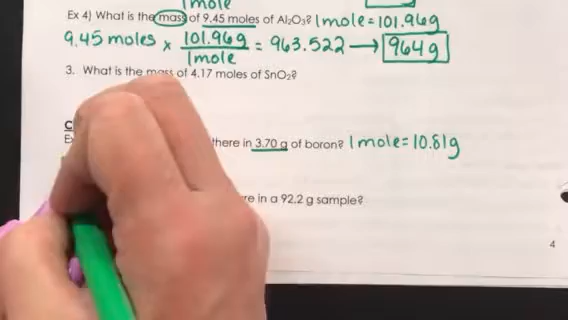 1mole
Ex 4) What is the mass of 9.45 moles of Al2O3? 1mole=101.96g
9.45 moles x 101.96g / 1mole = 963.522 → 964g
3. What is the mass of 4.17 moles of SnO2?
there in 3.70 g of boron? 1mole=10.81g
in a 92.2 g sample?
4